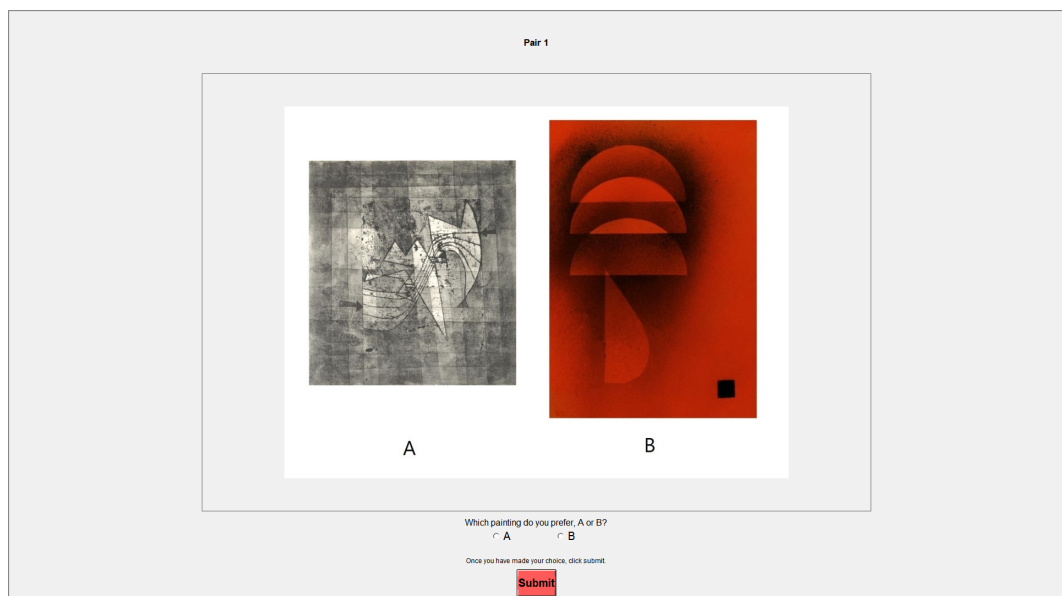 Pair 1
A
B
Which painting do you prefer, A or B?
A B
Once you have made your choice, click submit.
Submit